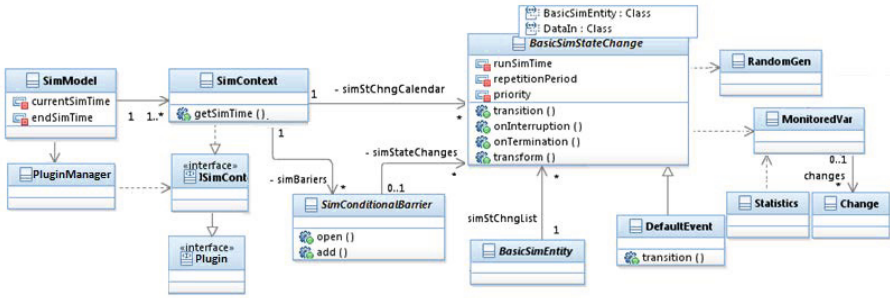 BasicSimEntity : Class
DataIn : Class
BasicSimStateChange
runSimTime
repetitionPeriod
priority
transition ()
onInterruption ()
onTermination ()
transform ()
SimModel
currentSimTime
endSimTime
1
1..*
SimContext
getSimTime ()
1
- simStChngCalendar
*
1
- simBariers
*
0..1
- simStateChanges
*
RandomGen
MonitoredVar
0..1
changes
*
PluginManager
«interface»
ISimCont
«interface»
Plugin
SimConditionalBarrier
open ()
add ()
simStChngList
*
1
BasicSimEntity
DefaultEvent
transition ()
Statistics
Change